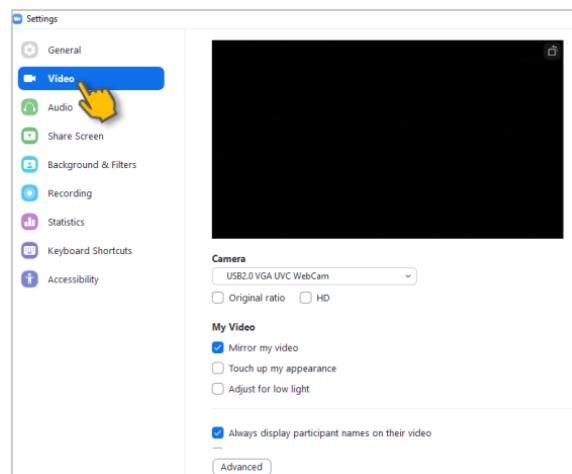 Settings
General
Video
Audio
Share Screen
Background & Filters
Recording
Statistics
Keyboard Shortcuts
Accessibility
Camera
USB2.0 VGA UVC WebCam
Original ratio HD
My Video
Mirror my video
Touch up my appearance
Adjust for low light
Always display participant names on their video
Advanced